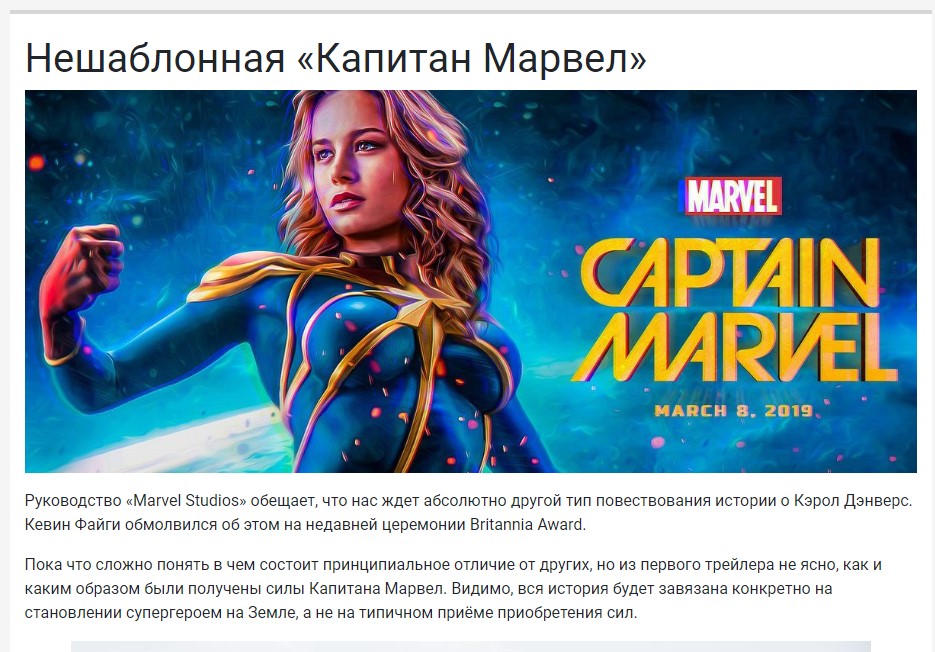 Нешаблонная «Капитан Марвел»
MARVEL
CAPTAIN
MARVEL
MARCH 8, 2019
Руководство «Marvel Studios» обещает, что нас ждет абсолютно другой тип повествования истории о Кэрол Дэнверс.
Кевин Файги обмолвился об этом на недавней церемонии Britannia Award.
Пока что сложно понять в чем состоит принципиальное отличие от других, но из первого трейлера не ясно, как и
каким образом были получены силы Капитана Марвел. Видимо, вся история будет завязана конкретно на
становлении супергероем на Земле, а не на типичном приёме приобретения сил.